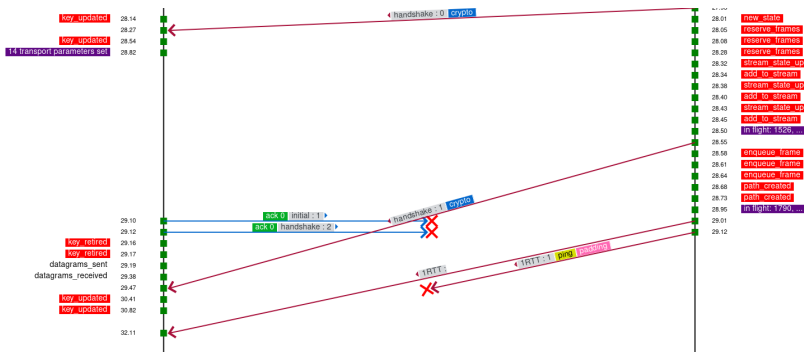 key_updated 28.14
28.27
key_updated 28.54
14 transport parameters set 28.82
29.10
29.12
key_retired 29.16
key_retired 29.17
datagrams_sent 29.19
datagrams_received 29.38
29.47
key_updated 30.41
key_updated 30.82
32.11
handshake : 0 crypto
ack 0 initial : 1
ack 0 handshake : 2
handshake : 1 crypto
1RTT :
1RTT : 1 ping padding
28.01 new_state
28.05 reserve_frames
28.08 reserve_frames
28.28 reserve_frames
28.32 stream_state_up
28.34 add_to_stream
28.38 stream_state_up
28.40 add_to_stream
28.43 stream_state_up
28.45 add_to_stream
28.50 in flight: 1526, ...
28.55
28.58 enqueue_frame
28.61 enqueue_frame
28.64 enqueue_frame
28.68 path_created
28.73 path_created
28.95 in flight: 1790, ...
29.01
29.12